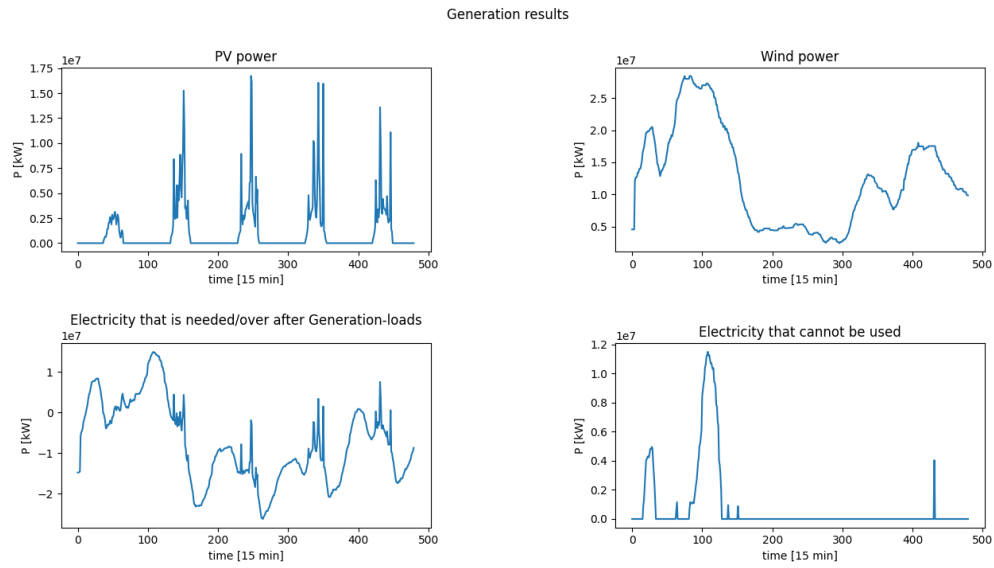 Generation results
PV power
1e7
P [kW]
1.75
1.50
1.25
1.00
0.75
0.50
0.25
0.00
0 100 200 300 400 500
time [15 min]
Wind power
1e7
P [kW]
2.5
2.0
1.5
1.0
0.5
0 100 200 300 400 500
time [15 min]
Electricity that is needed/over after Generation-loads
1e7
P [kW]
1
0
−1
−2
0 100 200 300 400 500
time [15 min]
Electricity that cannot be used
1e7
P [kW]
1.2
1.0
0.8
0.6
0.4
0.2
0.0
0 100 200 300 400 500
time [15 min]